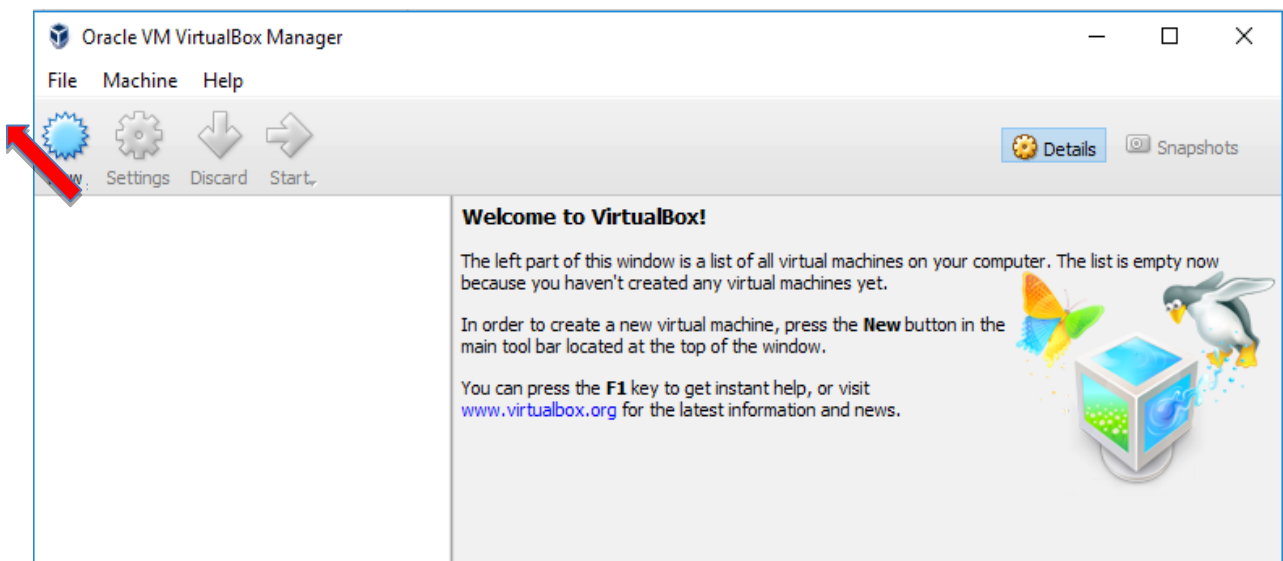 Oracle VM VirtualBox Manager
File Machine Help
Settings Discard Start
Details Snapshots
Welcome to VirtualBox!
The left part of this window is a list of all virtual machines on your computer. The list is empty now
because you haven't created any virtual machines yet.
In order to create a new virtual machine, press the New button in the
main tool bar located at the top of the window.
You can press the F1 key to get instant help, or visit
www.virtualbox.org for the latest information and news.